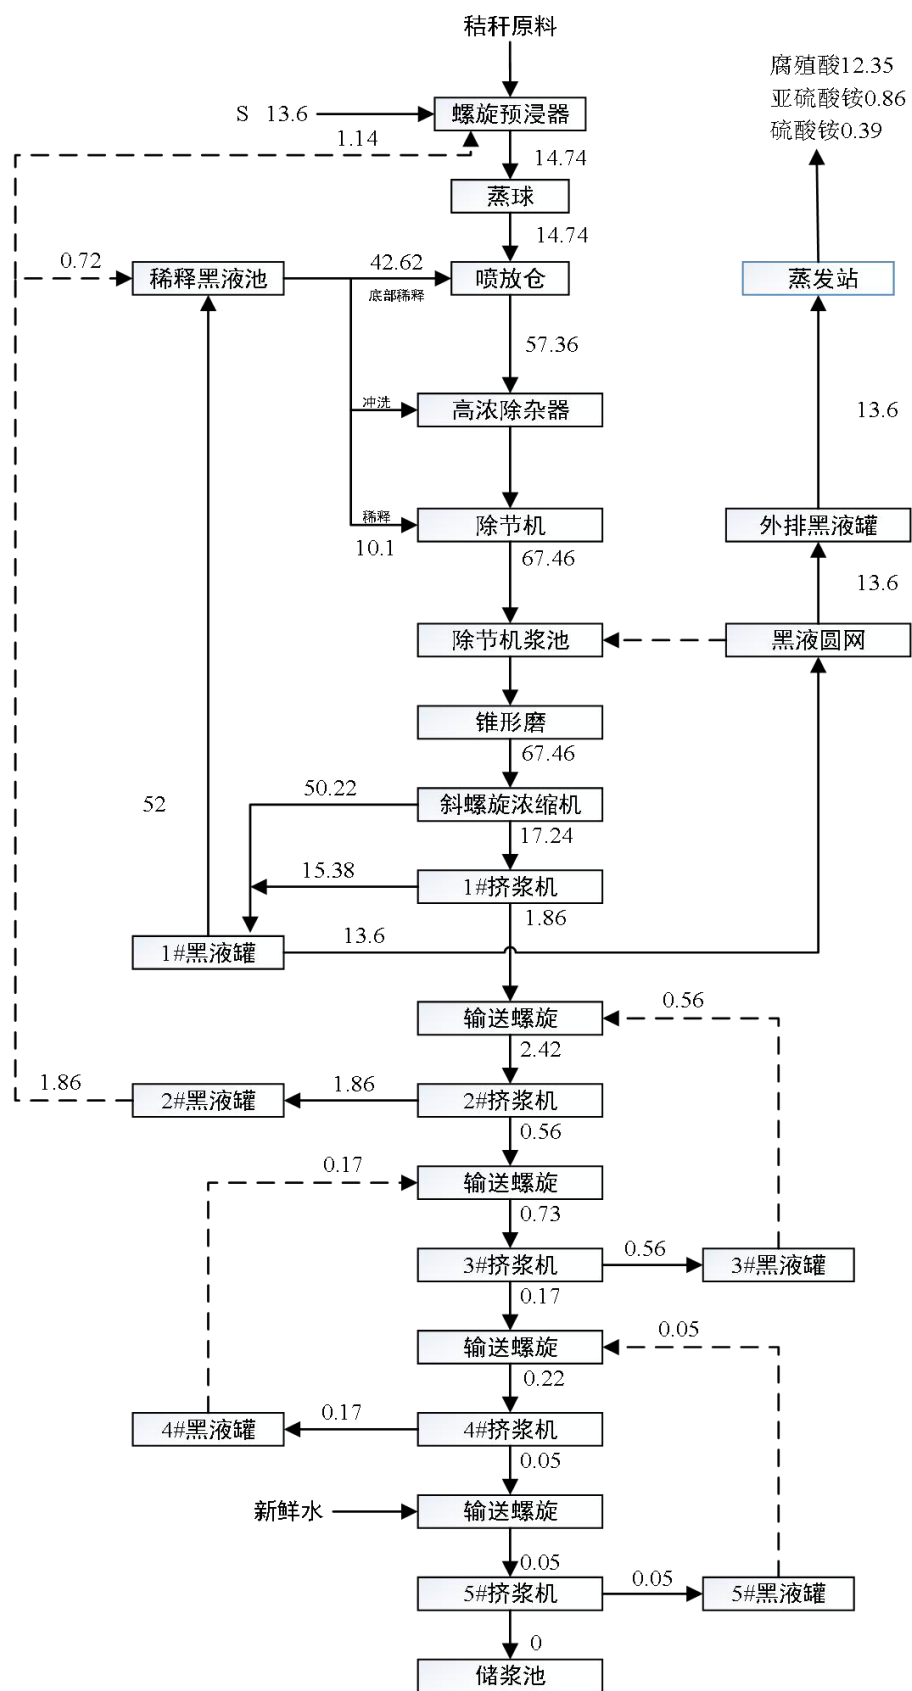 秸秆原料
腐殖酸12.35
亚硫酸铵0.86
硫酸铵0.39
S 13.6
螺旋预浸器
1.14
14.74
蒸球
14.74
0.72
稀释黑液池
42.62
底部稀释
喷放仓
蒸发站
57.36
冲洗
高浓除杂器
13.6
稀释
除节机
外排黑液罐
10.1
67.46
13.6
除节机浆池
黑液圆网
锥形磨
67.46
52
50.22
斜螺旋浓缩机
17.24
15.38
1#挤浆机
1.86
1#黑液罐
13.6
0.56
输送螺旋
2.42
1.86
2#黑液罐
1.86
2#挤浆机
0.56
0.17
输送螺旋
0.73
3#挤浆机
0.56
3#黑液罐
0.17
0.05
输送螺旋
0.22
4#黑液罐
0.17
4#挤浆机
0.05
新鲜水
输送螺旋
0.05
5#挤浆机
0.05
5#黑液罐
0
储浆池